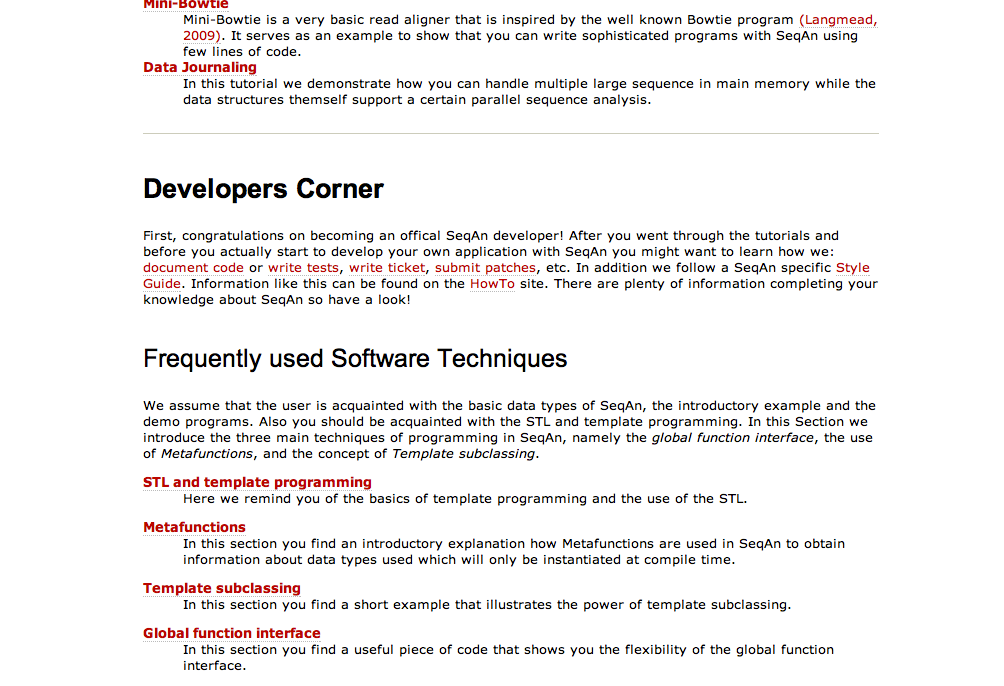 Mini-Bowtie
Mini-Bowtie is a very basic read aligner that is inspired by the well known Bowtie program (Langmead,
2009). It serves as an example to show that you can write sophisticated programs with SeqAn using
few lines of code.
Data Journaling
In this tutorial we demonstrate how you can handle multiple large sequence in main memory while the
data structures themself support a certain parallel sequence analysis.
Developers Corner
First, congratulations on becoming an offical SeqAn developer! After you went through the tutorials and
before you actually start to develop your own application with SeqAn you might want to learn how we:
document code or write tests, write ticket, submit patches, etc. In addition we follow a SeqAn specific Style
Guide. Information like this can be found on the HowTo site. There are plenty of information completing your
knowledge about SeqAn so have a look!
Frequently used Software Techniques
We assume that the user is acquainted with the basic data types of SeqAn, the introductory example and the
demo programs. Also you should be acquainted with the STL and template programming. In this Section we
introduce the three main techniques of programming in SeqAn, namely the global function interface, the use
of Metafunctions, and the concept of Template subclassing.
STL and template programming
Here we remind you of the basics of template programming and the use of the STL.
Metafunctions
In this section you find an introductory explanation how Metafunctions are used in SeqAn to obtain
information about data types used which will only be instantiated at compile time.
Template subclassing
In this section you find a short example that illustrates the power of template subclassing.
Global function interface
In this section you find a useful piece of code that shows you the flexibility of the global function
interface.